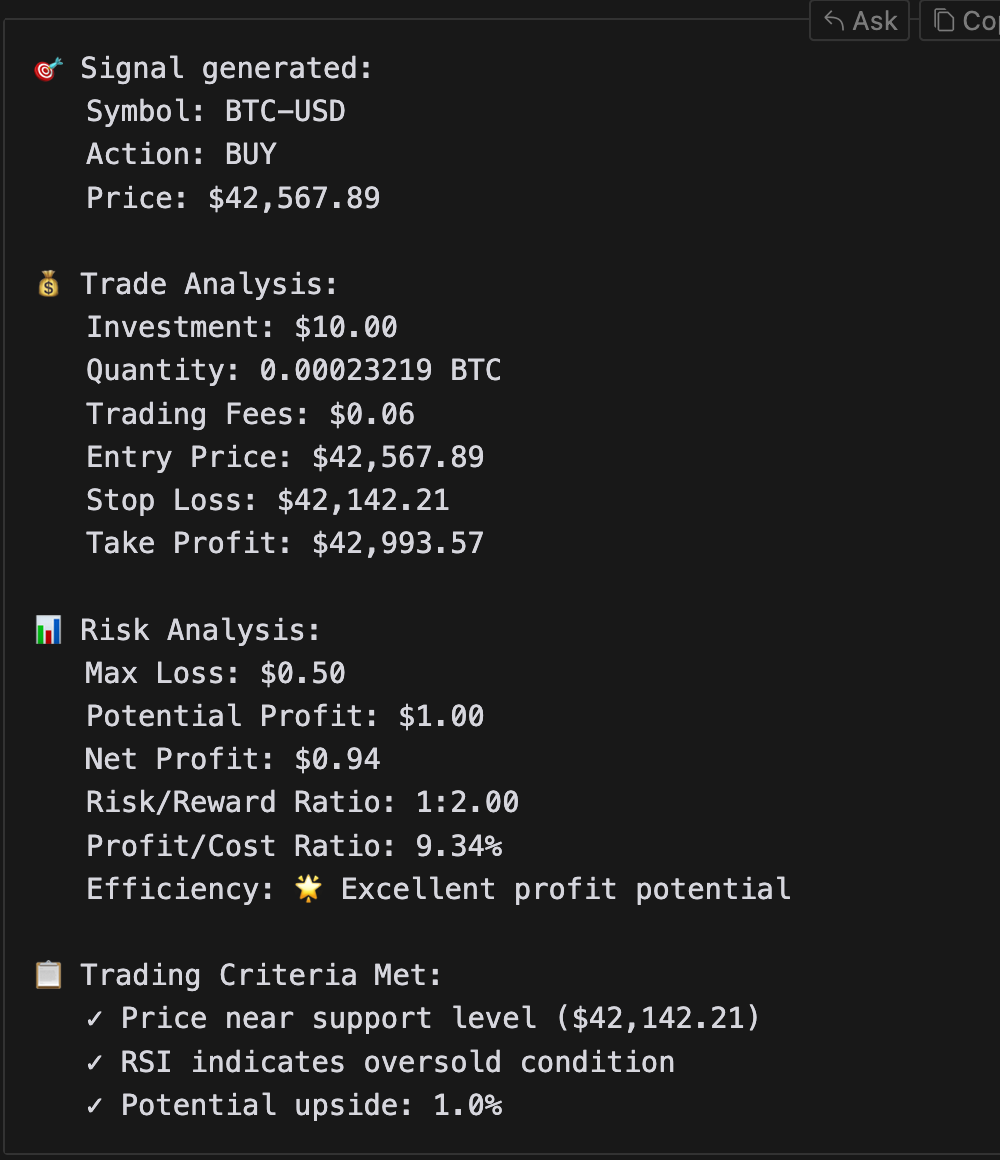 Ask
🎯 Signal generated:
Symbol: BTC-USD
Action: BUY
Price: $42,567.89
💰 Trade Analysis:
Investment: $10.00
Quantity: 0.00023219 BTC
Trading Fees: $0.06
Entry Price: $42,567.89
Stop Loss: $42,142.21
Take Profit: $42,993.57
📊 Risk Analysis:
Max Loss: $0.50
Potential Profit: $1.00
Net Profit: $0.94
Risk/Reward Ratio: 1:2.00
Profit/Cost Ratio: 9.34%
Efficiency: 🌟 Excellent profit potential
📋 Trading Criteria Met:
✓ Price near support level ($42,142.21)
✓ RSI indicates oversold condition
✓ Potential upside: 1.0%